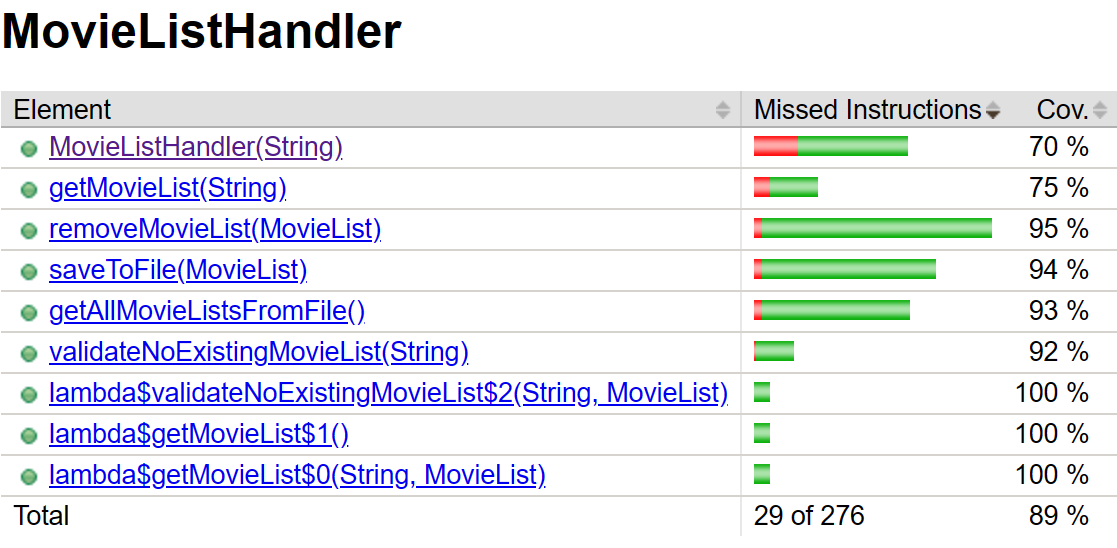 MovieListHandler
Element Missed Instructions Cov.
MovieListHandler(String) 70 %
getMovieList(String) 75 %
removeMovieList(MovieList) 95 %
saveToFile(MovieList) 94 %
getAllMovieListsFromFile() 93 %
validateNoExistingMovieList(String) 92 %
lambda$validateNoExistingMovieList$2(String, MovieList) 100 %
lambda$getMovieList$1() 100 %
lambda$getMovieList$0(String, MovieList) 100 %
Total 29 of 276 89 %